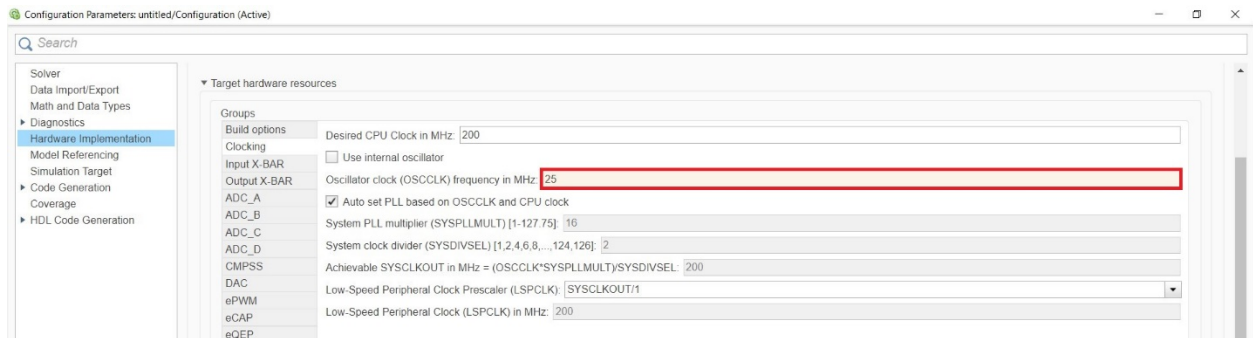 Configuration Parameters: untitled/Configuration (Active)
Search
Solver
Data Import/Export
Math and Data Types
Diagnostics
Hardware Implementation
Model Referencing
Simulation Target
Code Generation
Coverage
HDL Code Generation
Target hardware resources
Groups
Build options
Clocking
Input X-BAR
Output X-BAR
ADC_A
ADC_B
ADC_C
ADC_D
CMPSS
DAC
ePWM
eCAP
eQEP
Desired CPU Clock in MHz: 200
Use internal oscillator
Oscillator clock (OSCCLK) frequency in MHz: 25
Auto set PLL based on OSCCLK and CPU clock
System PLL multiplier (SYSPLLMULT) [1-127.75]: 16
System clock divider (SYSDIVSEL) [1,2,4,6,8,...,124,126]: 2
Achievable SYSCLKOUT in MHz = (OSCCLK*SYSPLLMULT)/SYSDIVSEL: 200
Low-Speed Peripheral Clock Prescaler (LSPCLK): SYSCLKOUT/1
Low-Speed Peripheral Clock (LSPCLK) in MHz: 200